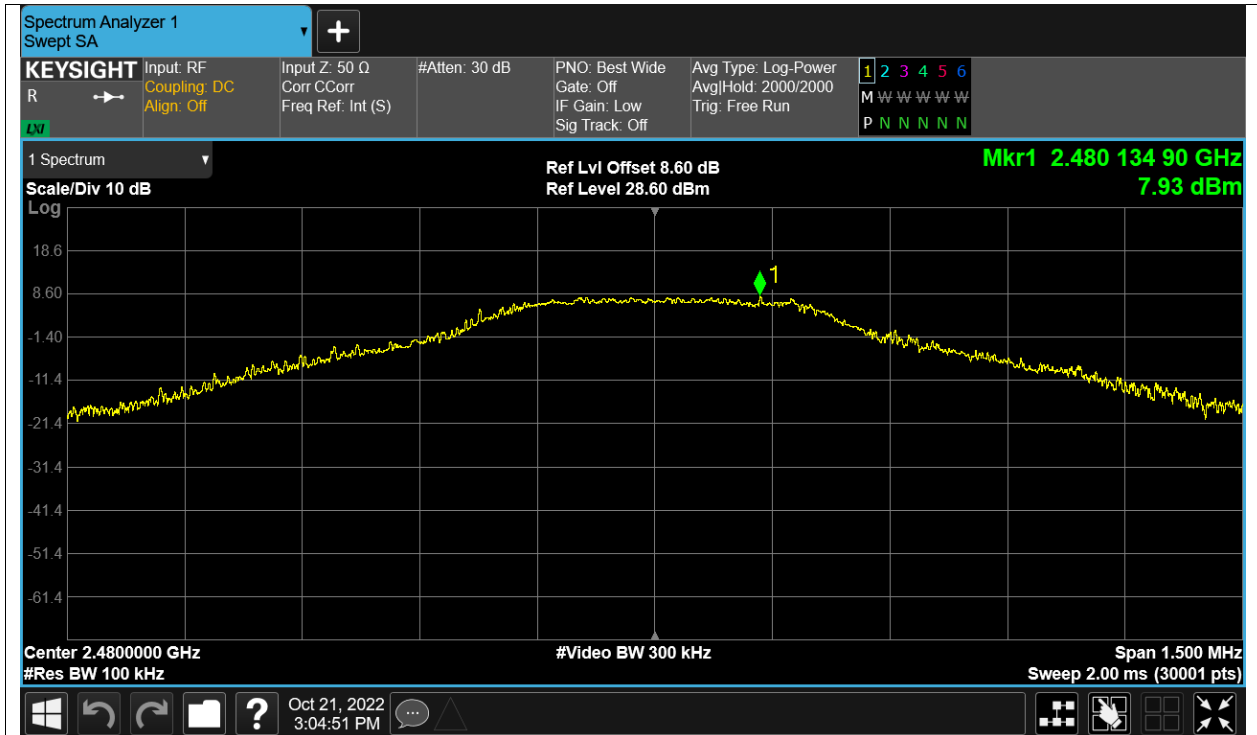 Spectrum Analyzer 1
Swept SA
KEYSIGHT
R
LXI
Input: RF
Coupling: DC
Align: Off
Input Z: 50 Ω
Corr CCorr
Freq Ref: Int (S)
#Atten: 30 dB
PNO: Best Wide
Gate: Off
IF Gain: Low
Sig Track: Off
Avg Type: Log-Power
Avg|Hold: 2000/2000
Trig: Free Run
1 2 3 4 5 6
M W W W W W
P N N N N N
1 Spectrum
Scale/Div 10 dB
Log
Ref Lvl Offset 8.60 dB
Ref Level 28.60 dBm
Mkr1 2.480 134 90 GHz
7.93 dBm
18.6
8.60
-1.40
-11.4
-21.4
-31.4
-41.4
-51.4
-61.4
1
Center 2.4800000 GHz
#Res BW 100 kHz
#Video BW 300 kHz
Span 1.500 MHz
Sweep 2.00 ms (30001 pts)
?
Oct 21, 2022
3:04:51 PM